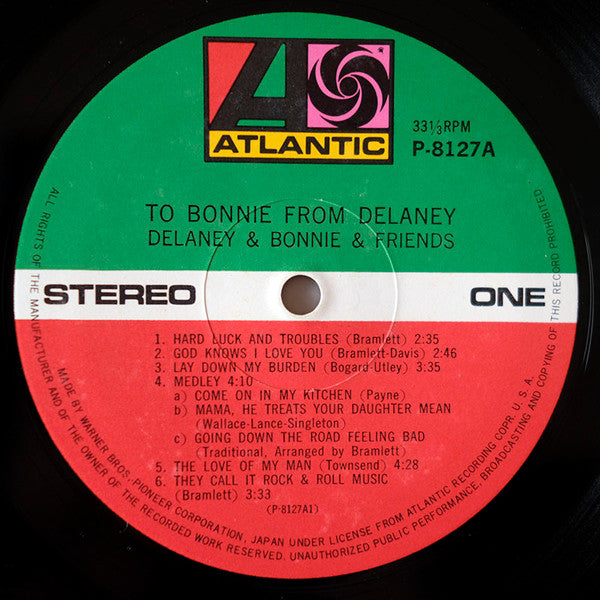 ATLANTIC
33⅓RPM
P-8127A
TO BONNIE FROM DELANEY
DELANEY & BONNIE & FRIENDS
STEREO
ONE
1. HARD LUCK AND TROUBLES (Bramlett) 2:35
2. GOD KNOWS I LOVE YOU (Bramlett-Davis) 2:46
3. LAY DOWN MY BURDEN (Bogard-Utley) 3:35
4. MEDLEY 4:10
a) COME ON IN MY KITCHEN (Payne)
b) MAMA, HE TREATS YOUR DAUGHTER MEAN
(Wallace-Lance-Singleton)
c) GOING DOWN THE ROAD FEELING BAD
(Traditional, Arranged by Bramlett)
5. THE LOVE OF MY MAN (Townsend) 4:28
6. THEY CALL IT ROCK & ROLL MUSIC
(Bramlett) 3:33
(P-8127A1)
MADE BY WARNER BROS. PIONEER CORPORATION, JAPAN UNDER LICENSE FROM ATLANTIC RECORDING COPR. U. S. A.
ALL RIGHTS OF THE MANUFACTURER AND OF THE OWNER OF THE RECORDED WORK RESERVED. UNAUTHORIZED PUBLIC PERFORMANCE, BROADCASTING AND COPYING OF THIS RECORD PROHIBITED